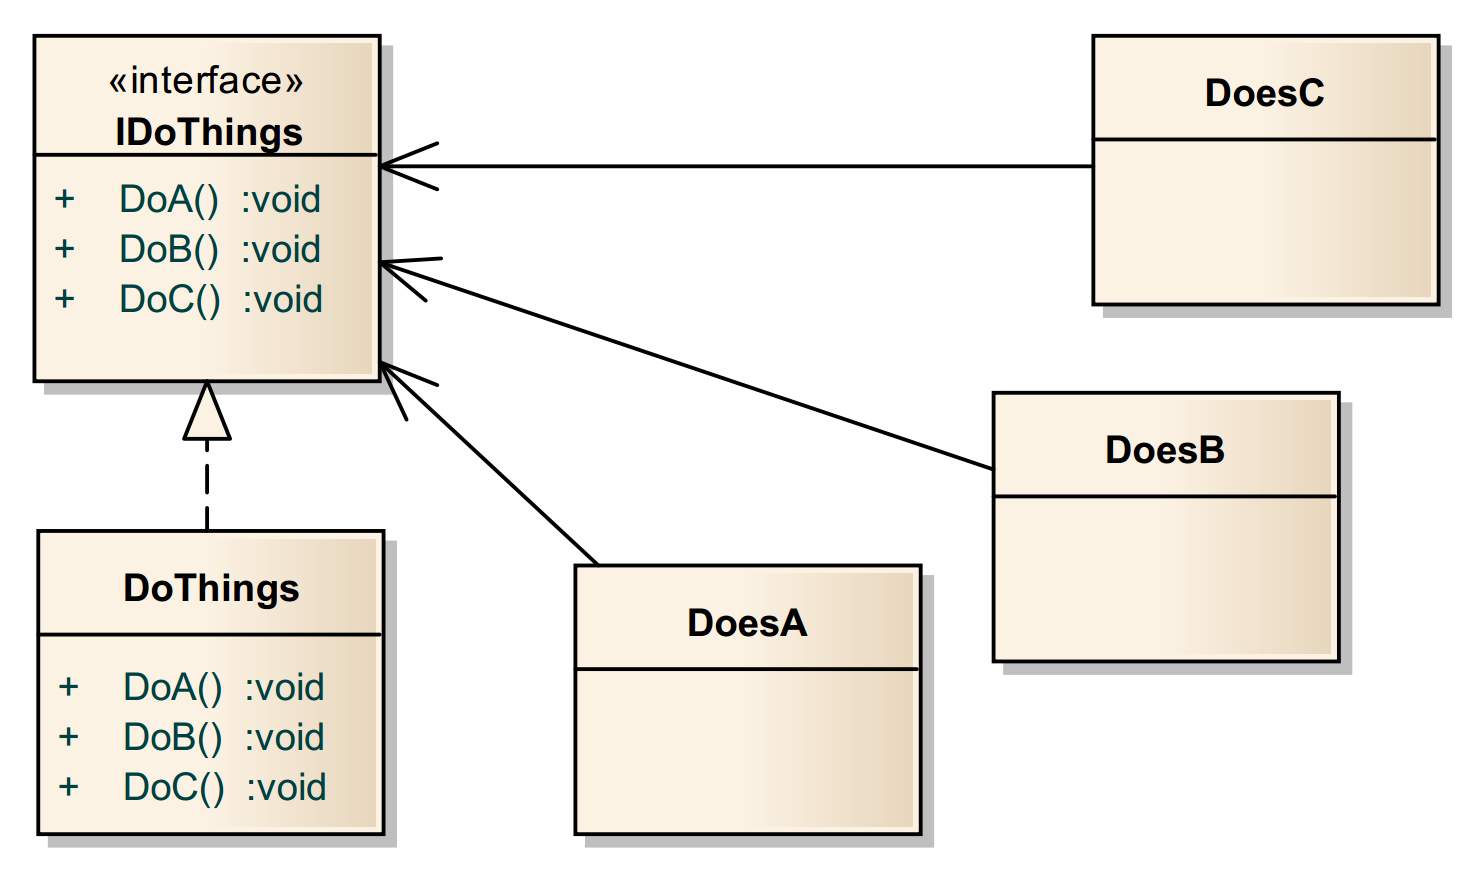 «interface»
IDoThings
+ DoA() :void
+ DoB() :void
+ DoC() :void
DoesC
DoesB
DoThings
+ DoA() :void
+ DoB() :void
+ DoC() :void
DoesA